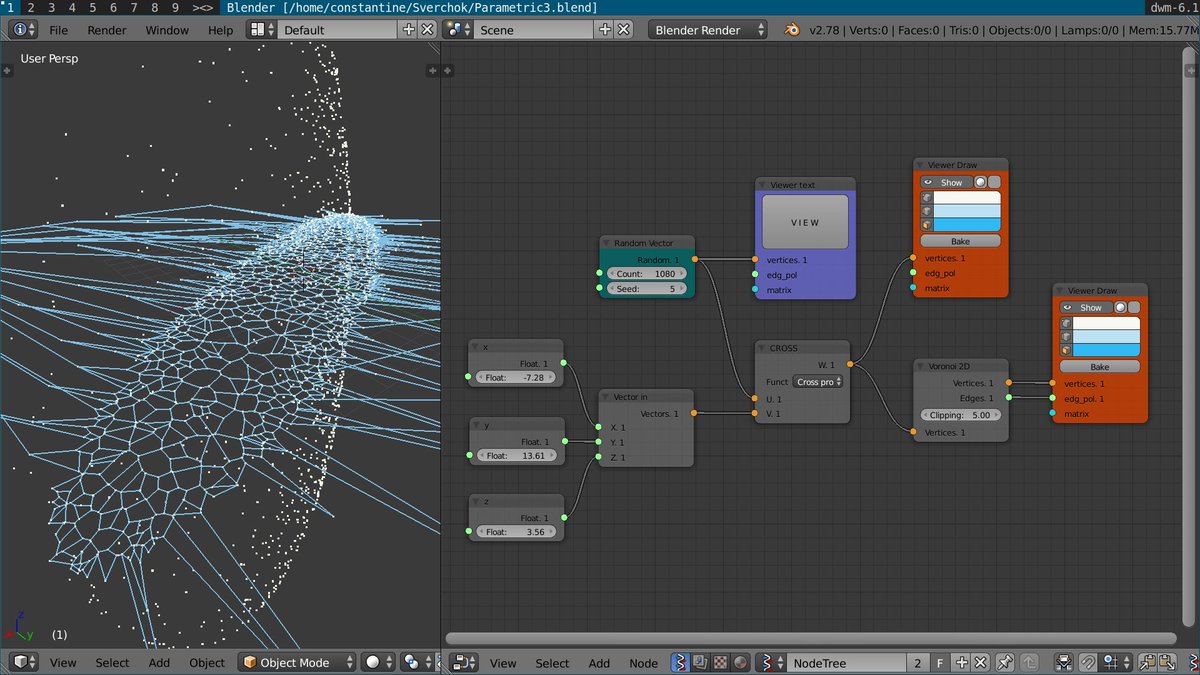 1 2 3 4 5 6 7 8 9 ><> Blender [/home/constantine/Sverchok/Parametric3.blend] dwm-6.1
File Render Window Help Default Scene Blender Render v2.78 | Verts:0 | Faces:0 | Tris:0 | Objects:0/0 | Lamps:0/0 | Mem:15.77M
User Persp
Viewer Draw
Show
Bake
vertices. 1
edg_pol
matrix
Viewer text
VIEW
vertices. 1
edg_pol
matrix
Random Vector
Random. 1
Count: 1080
Seed: 5
Viewer Draw
Show
Bake
vertices. 1
edg_pol. 1
matrix
x
Float. 1
Float: -7.28
CROSS
W. 1
Funct Cross pro
U. 1
V. 1
Voronoi 2D
Vertices. 1
Edges. 1
Clipping: 5.00
Vertices. 1
Vector in
Vectors. 1
X. 1
Y. 1
Z. 1
y
Float. 1
Float: 13.61
z
Float. 1
Float: 3.56
z
y
(1)
View Select Add Object Object Mode
View Select Add Node NodeTree 2 F